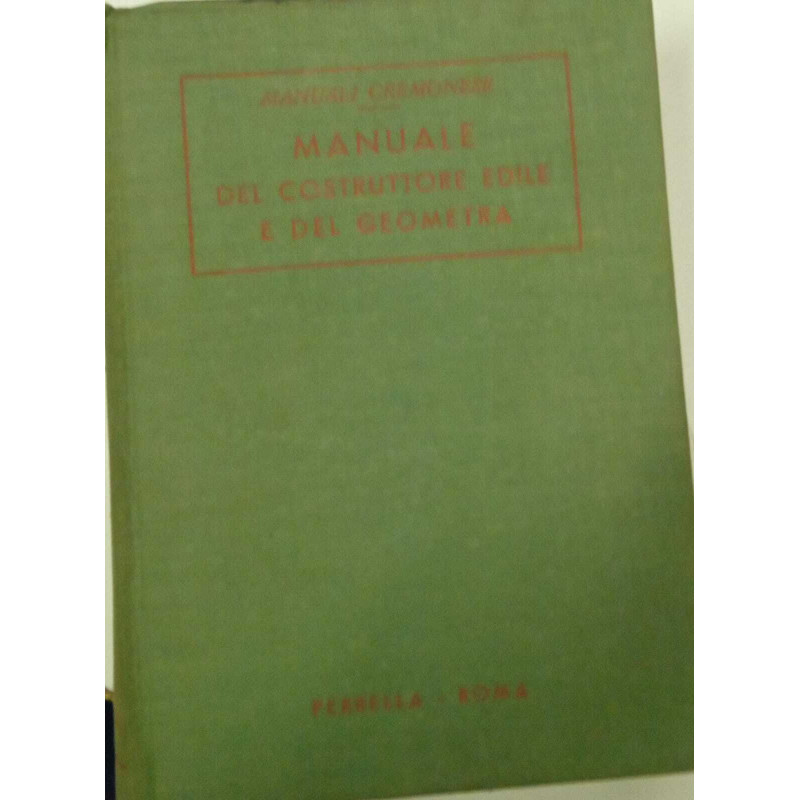 MANUALI CREMONESE
MANUALE
DEL COSTRUTTORE EDILE
E DEL GEOMETRA
PERRELLA - ROMA